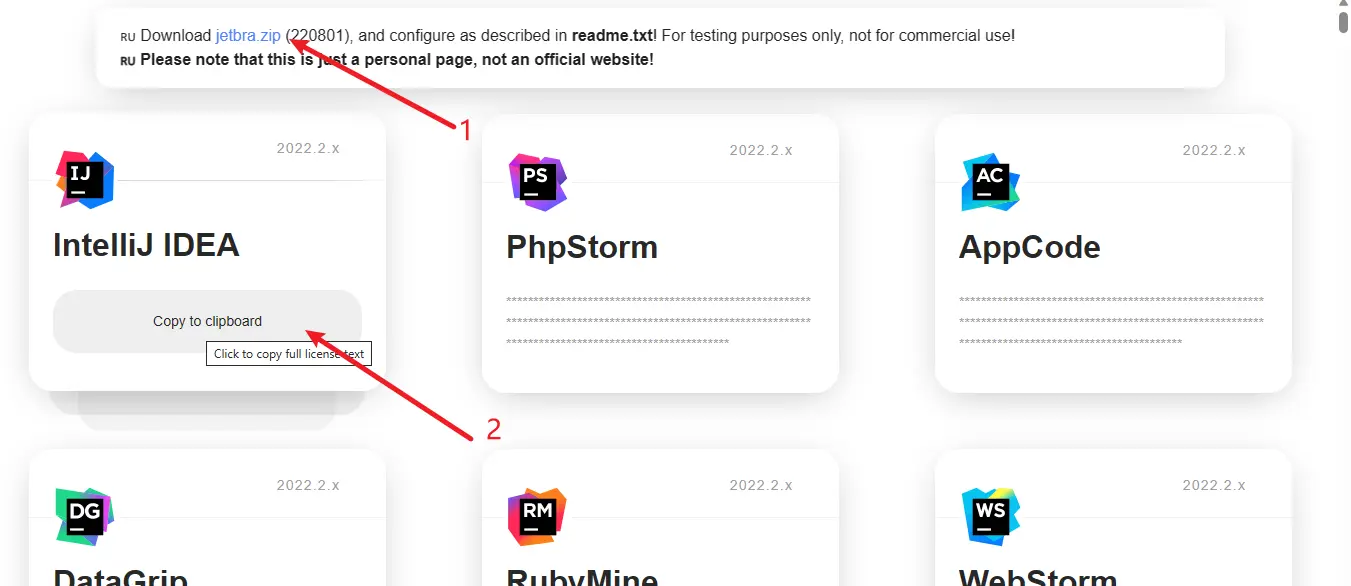 RU Download jetbra.zip (220801), and configure as described in readme.txt! For testing purposes only, not for commercial use!
RU Please note that this is just a personal page, not an official website!
1
2022.2.x
2022.2.x
2022.2.x
IJ
PS
AC
IntelliJ IDEA
PhpStorm
AppCode
Copy to clipboard
Click to copy full license text
*********************************************************
*********************************************************
******************************************
*********************************************************
*********************************************************
******************************************
2
2022.2.x
2022.2.x
2022.2.x
DG
RM
WS
DataGrip
RubyMine
WebStorm